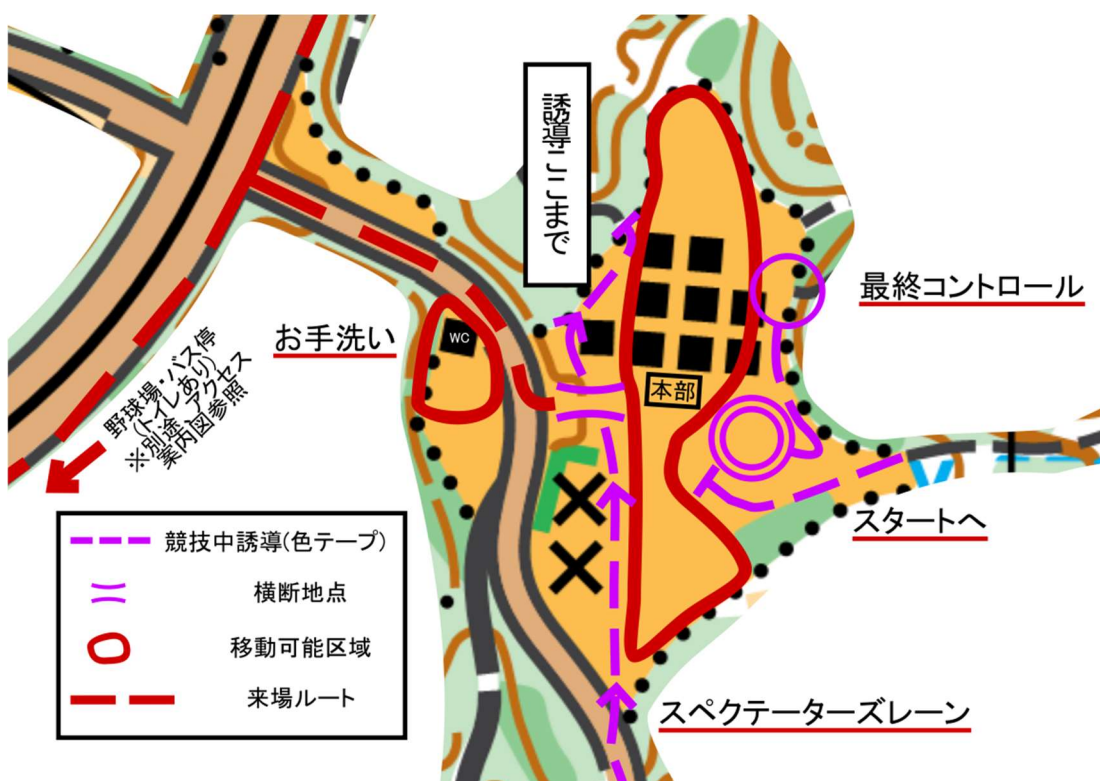 誘導ここまで
最終コントロール
お手洗い
WC
本部
野球場・バス停
(トイレあり)
※別途、アクセス
案内図参照
スタートへ
競技中誘導(色テープ)
横断地点
移動可能区域
来場ルート
スペクテーターズレーン